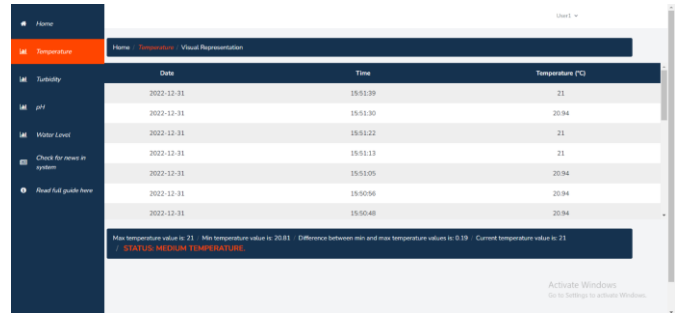 User1
Home
Temperature
Turbidity
pH
Water Level
Check for news in
system
Read full guide here
Home / Temperature / Visual Representation
Date Time Temperature (°C)
2022-12-31 15:51:39 21
2022-12-31 15:51:30 20.94
2022-12-31 15:51:22 21
2022-12-31 15:51:13 21
2022-12-31 15:51:05 20.94
2022-12-31 15:50:56 20.94
2022-12-31 15:50:48 20.94
Max temperature value is: 21 / Min temperature value is: 20.81 / Difference between min and max temperature values is: 0.19 / Current temperature value is: 21
/ STATUS: MEDIUM TEMPERATURE.
Activate Windows
Go to Settings to activate Windows.